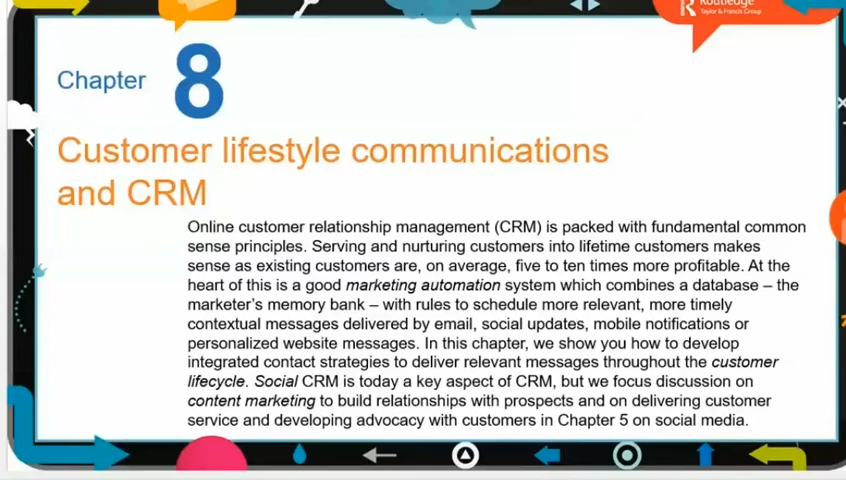 Routledge
Taylor & Francis Group
Chapter 8
Customer lifestyle communications
and CRM
Online customer relationship management (CRM) is packed with fundamental common
sense principles. Serving and nurturing customers into lifetime customers makes
sense as existing customers are, on average, five to ten times more profitable. At the
heart of this is a good marketing automation system which combines a database – the
marketer's memory bank – with rules to schedule more relevant, more timely
contextual messages delivered by email, social updates, mobile notifications or
personalized website messages. In this chapter, we show you how to develop
integrated contact strategies to deliver relevant messages throughout the customer
lifecycle. Social CRM is today a key aspect of CRM, but we focus discussion on
content marketing to build relationships with prospects and on delivering customer
service and developing advocacy with customers in Chapter 5 on social media.